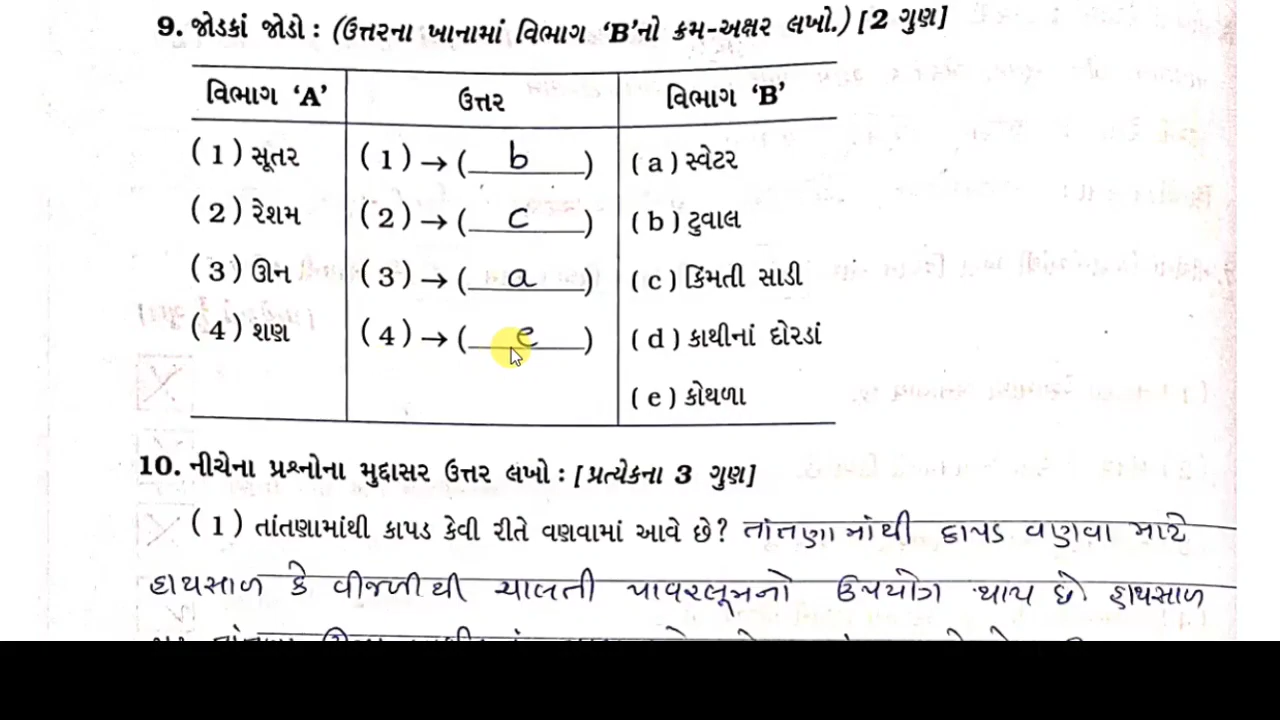 9. જોડકાં જોડો : (ઉત્તરના ખાનામાં વિભાગ 'B'નો ક્રમ-અક્ષર લખો.) [2 ગુણ]
વિભાગ 'A' ઉત્તર વિભાગ 'B'
(1) સૂતર (1) → ( b ) (a) સ્વેટર
(2) રેશમ (2) → ( c ) (b) ટુવાલ
(3) ઊન (3) → ( a ) (c) કિંમતી સાડી
(4) શણ (4) → ( e ) (d) કાથીનાં દોરડાં
(e) કોથળા
10. નીચેના પ્રશ્નોના મુદ્દાસર ઉત્તર લખો : [પ્રત્યેકના 3 ગુણ]
(1) તાંતણામાંથી કાપડ કેવી રીતે વણવામાં આવે છે? તાંતણામાંથી કાપડ વણવા માટે
હાથસાળ કે વીજળીથી ચાલતી પાવરલૂમનો ઉપયોગ થાય છે હાથસાળ